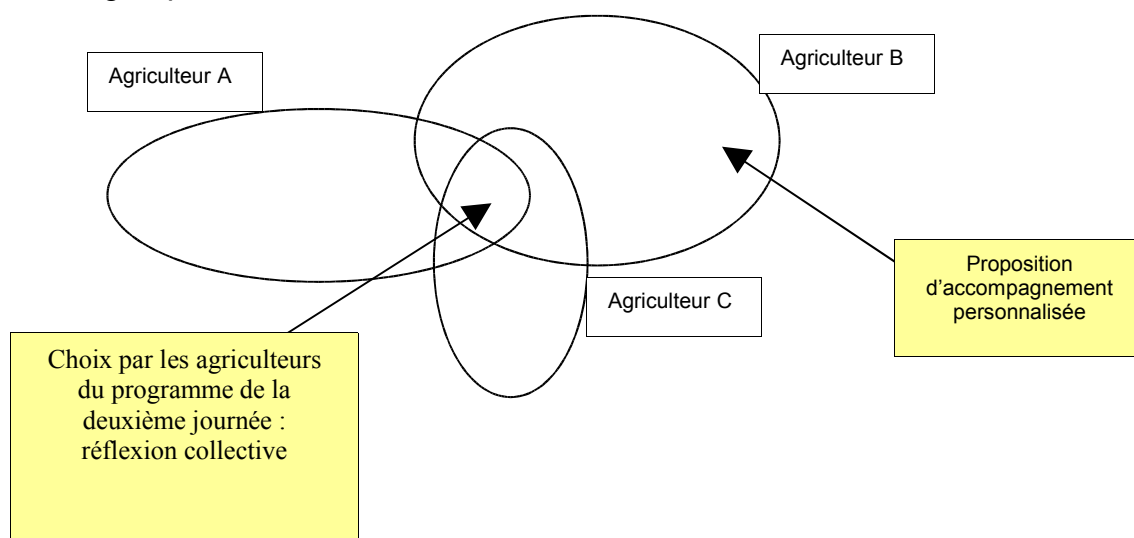 Agriculteur A
Agriculteur B
Agriculteur C
Proposition
d'accompagnement
personnalisée
Choix par les agriculteurs
du programme de la
deuxième journée :
réflexion collective